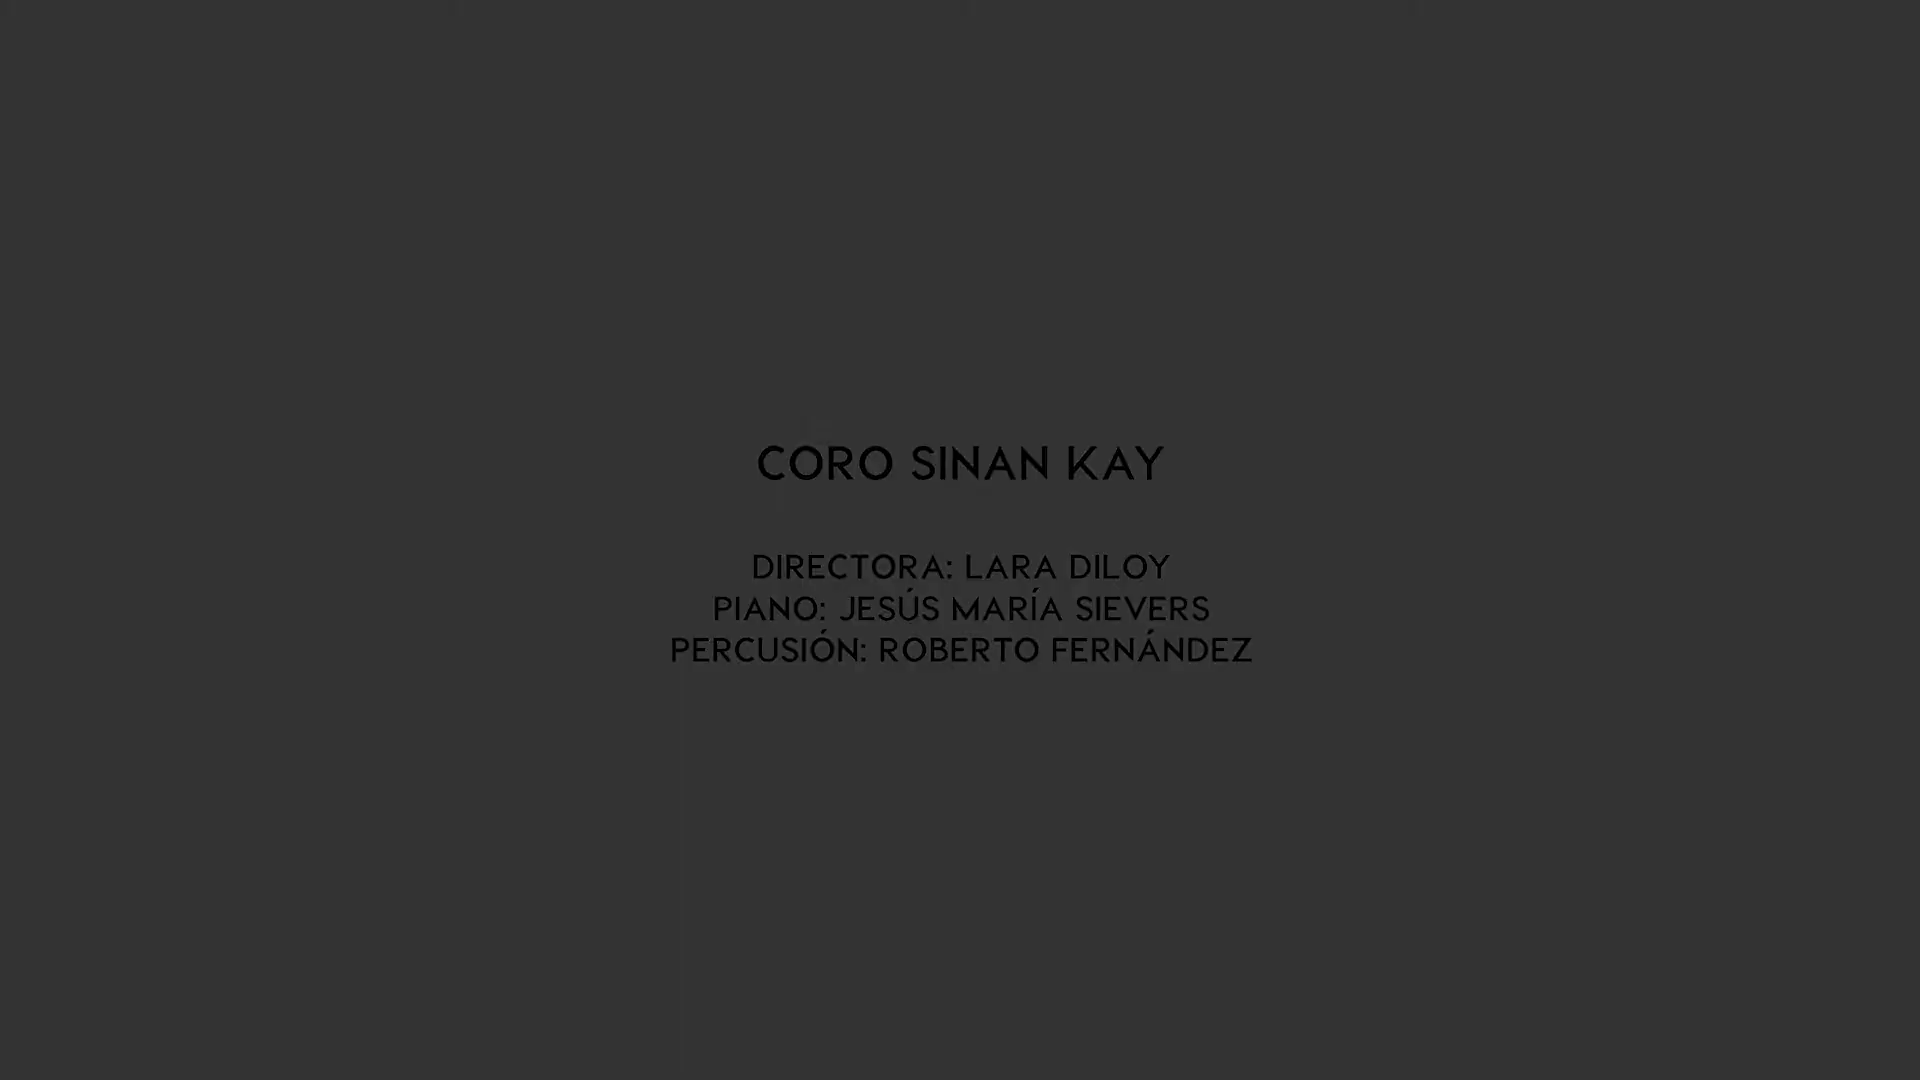 CORO SINAN KAY
DIRECTORA: LARA DILOY
PIANO: JESÚS MARÍA SIEVERS
PERCUSIÓN: ROBERTO FERNÁNDEZ